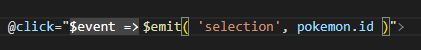 @click="$event => $emit( 'selection', pokemon.id )">